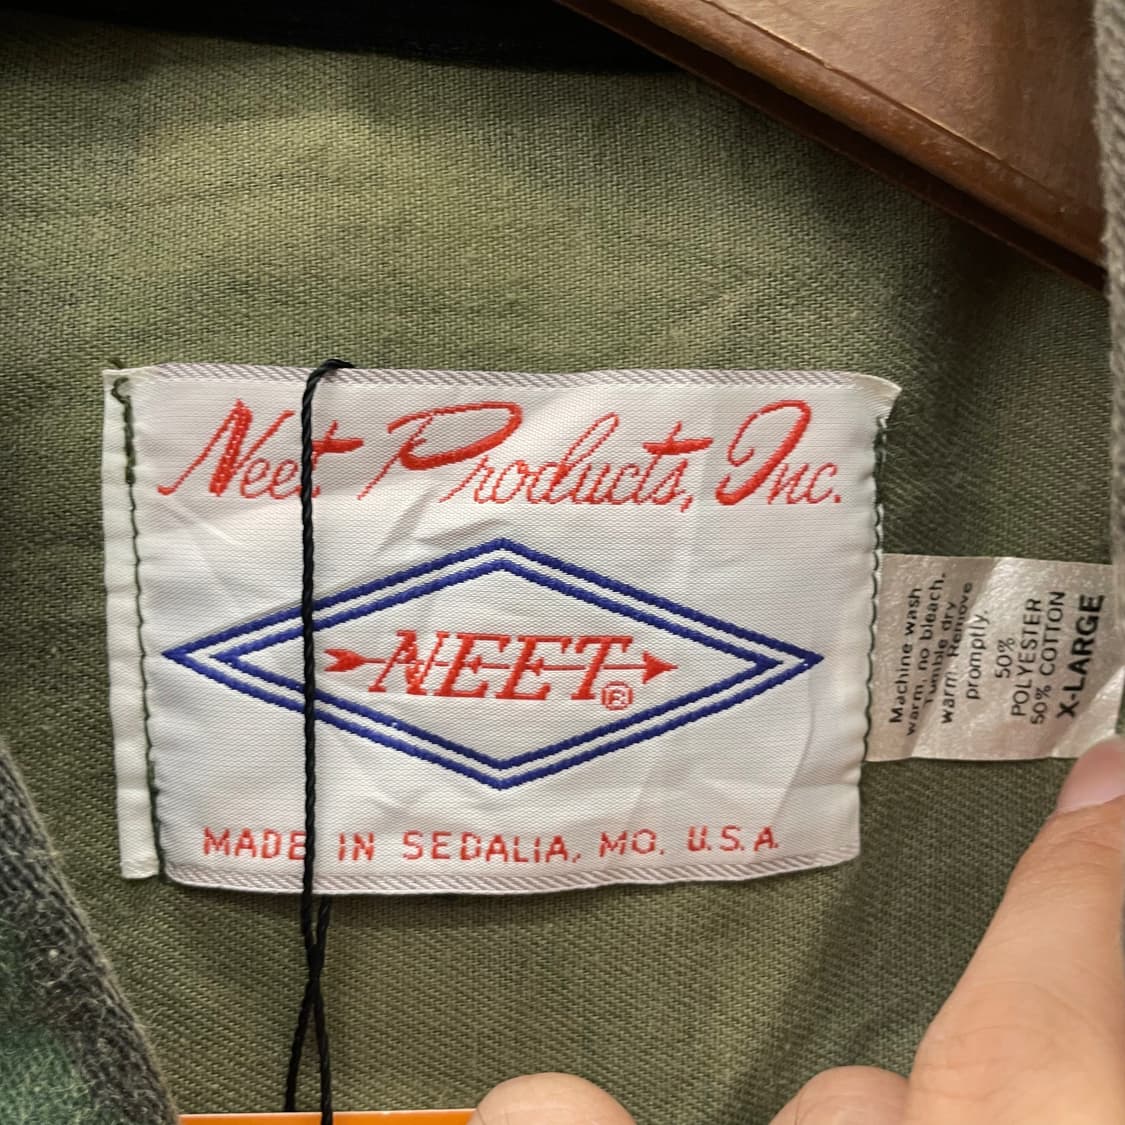 Neet Products, Inc.
NEET®
MADE IN SEDALIA, MO. U.S.A.
Machine wash
warm, no bleach.
Tumble dry
warm. Remove
promptly.
50%
POLYESTER
50% COTTON
X-LARGE